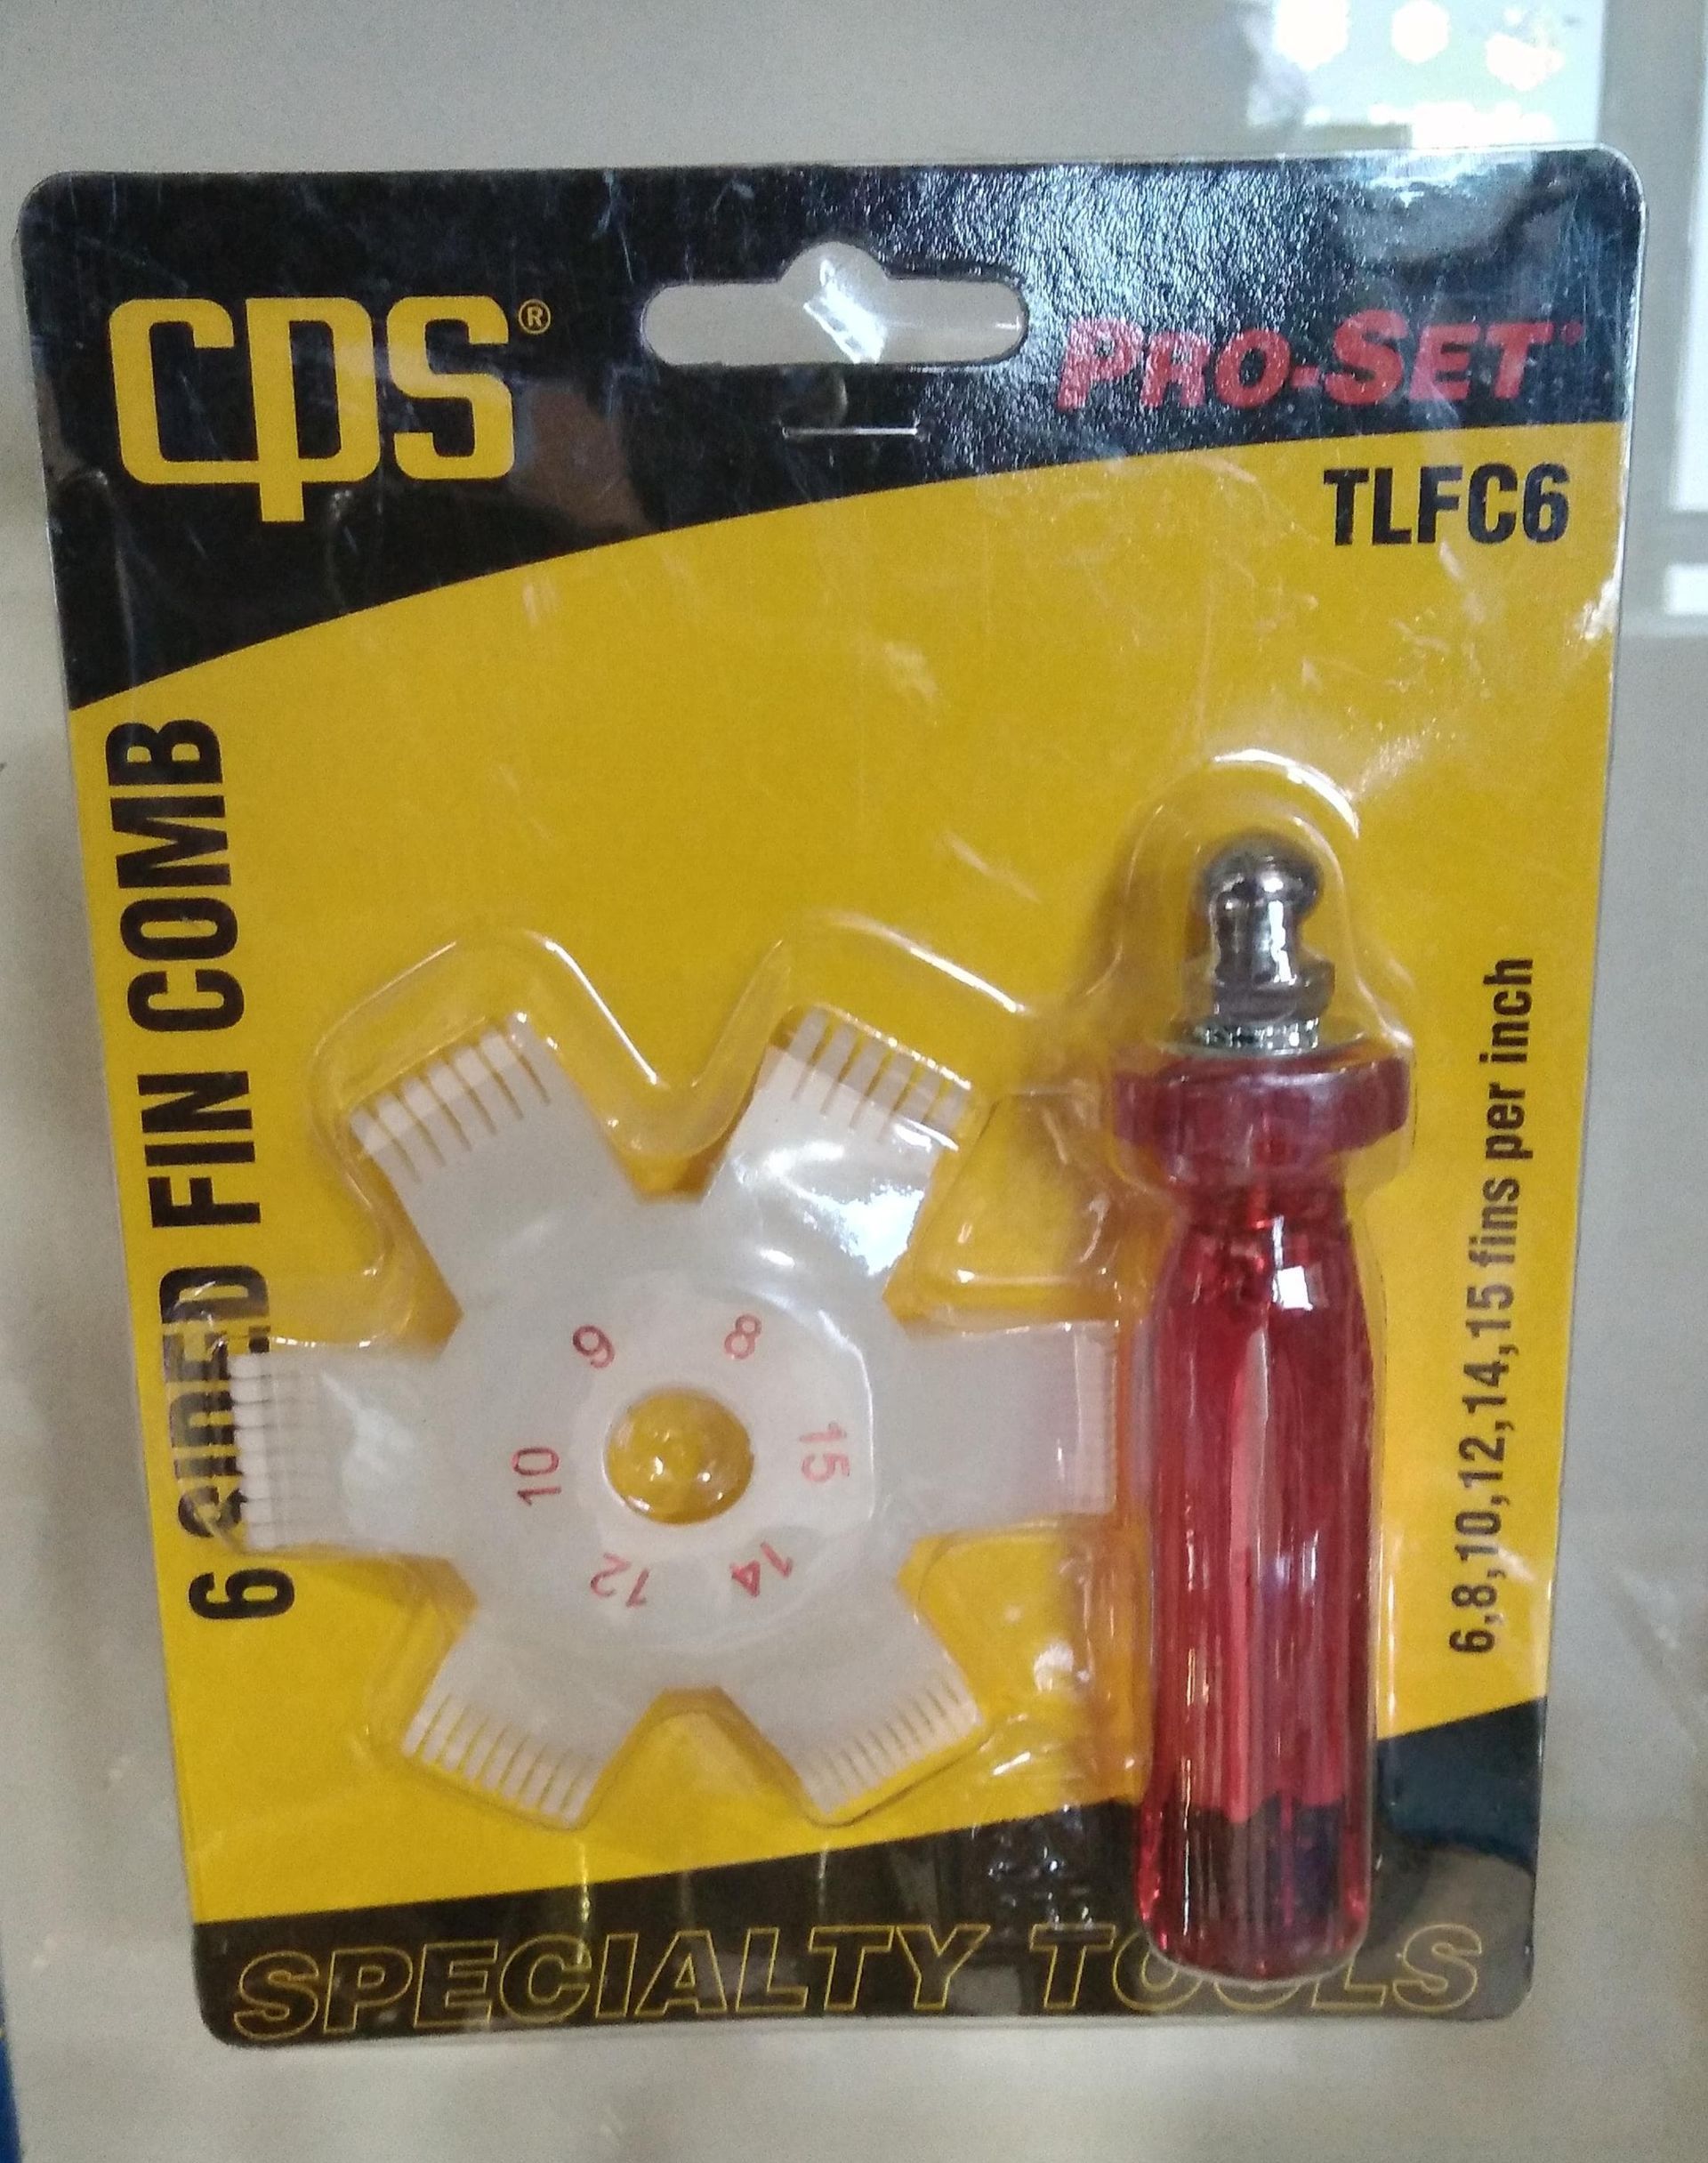 CPS®
PRO-SET®
TLFC6
6 SIDED FIN COMB
6,8,10,12,14,15 fins per inch
9
8
10
15
12
14
SPECIALTY TOOLS